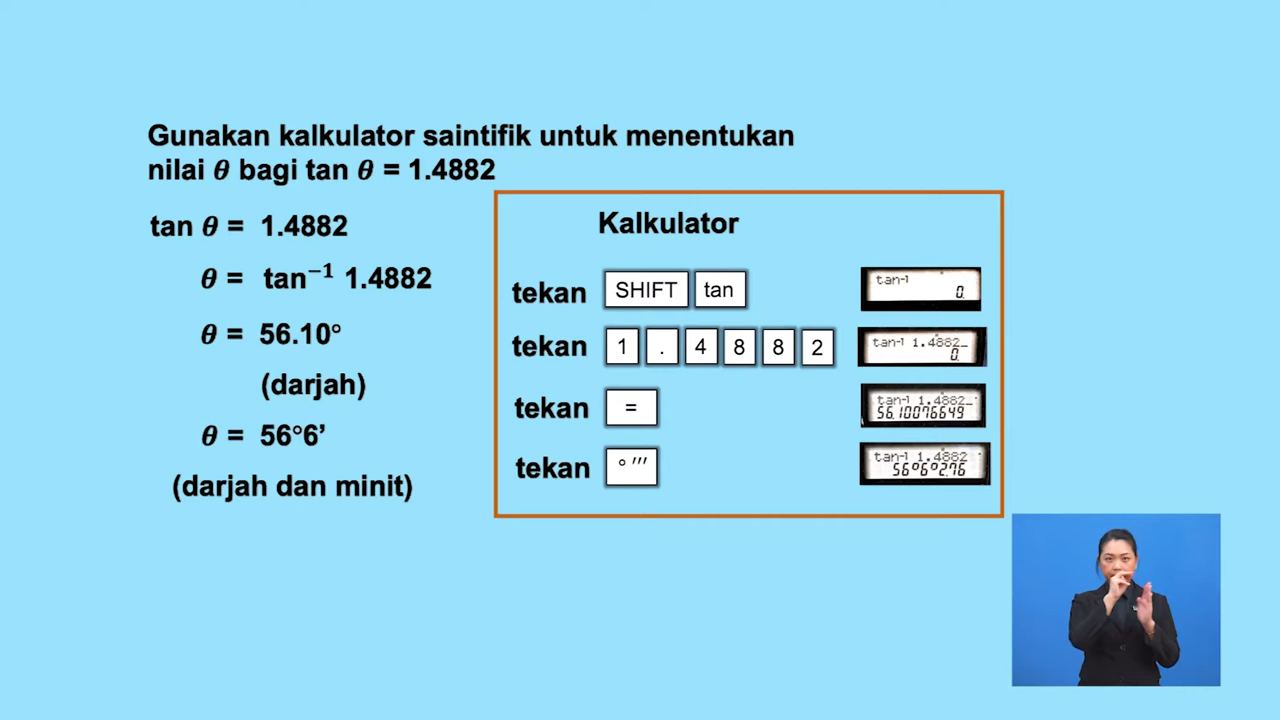 Gunakan kalkulator saintifik untuk menentukan
nilai θ bagi tan θ = 1.4882
tan θ = 1.4882
θ = tan⁻¹ 1.4882
θ = 56.10°
(darjah)
θ = 56°6’
(darjah dan minit)
Kalkulator
tekan SHIFT tan
tan-1
0.
tekan 1 . 4 8 8 2
tan-1 1.4882_
0.
tekan =
tan-1 1.4882_
56.10076649
tekan ° ′′′
tan-1 1.4882
56°6°2.76